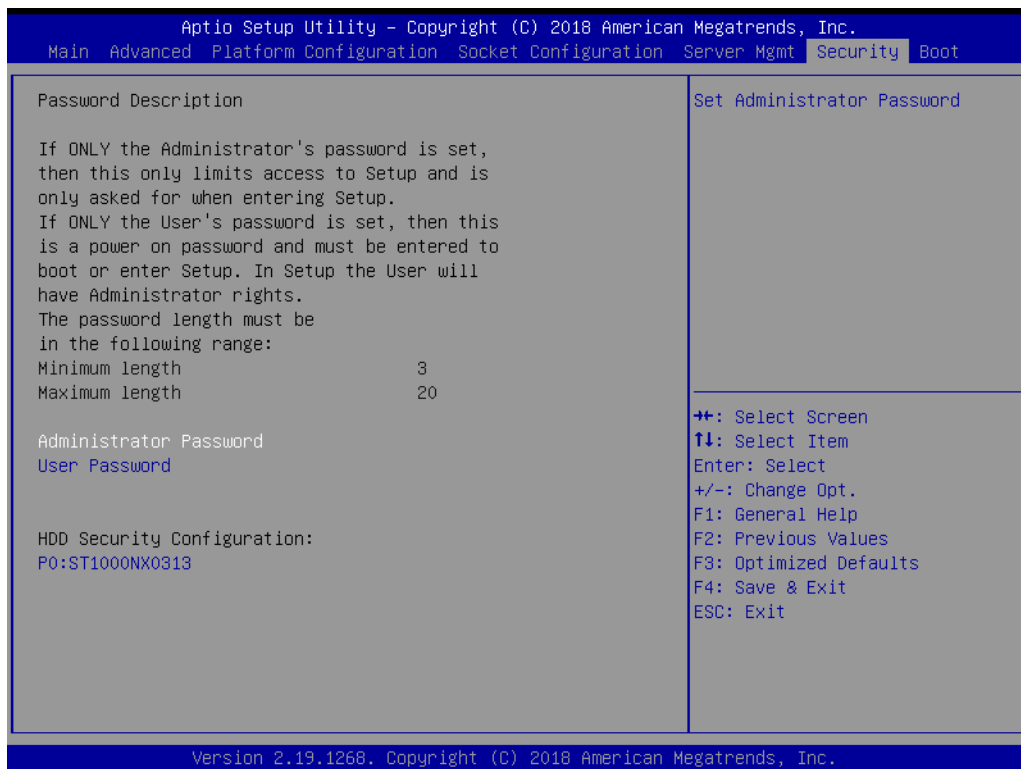 Aptio Setup Utility – Copyright (C) 2018 American Megatrends, Inc.
Main Advanced Platform Configuration Socket Configuration Server Mgmt Security Boot
Password Description
If ONLY the Administrator's password is set,
then this only limits access to Setup and is
only asked for when entering Setup.
If ONLY the User's password is set, then this
is a power on password and must be entered to
boot or enter Setup. In Setup the User will
have Administrator rights.
The password length must be
in the following range:
Minimum length 3
Maximum length 20
Administrator Password
User Password
HDD Security Configuration:
P0:ST1000NX0313
Set Administrator Password
→←: Select Screen
↑↓: Select Item
Enter: Select
+/-: Change Opt.
F1: General Help
F2: Previous Values
F3: Optimized Defaults
F4: Save & Exit
ESC: Exit
Version 2.19.1268. Copyright (C) 2018 American Megatrends, Inc.